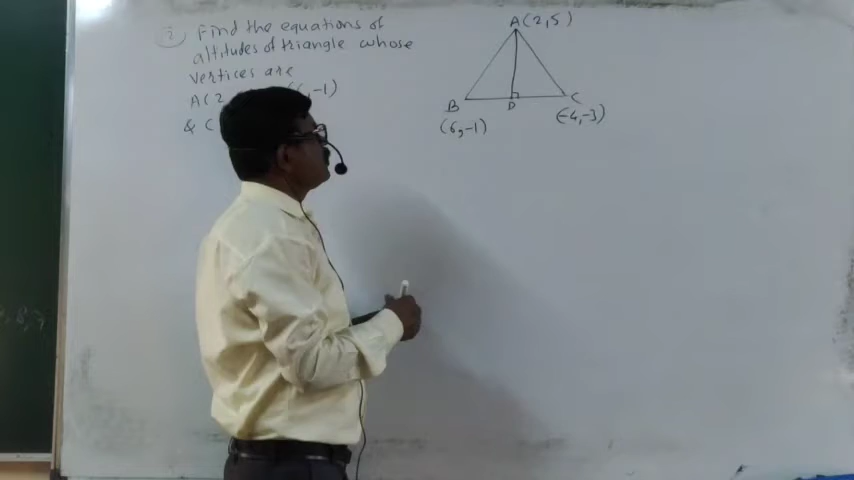 2) Find the equations of
altitudes of triangle whose
vertices are
A(2 , -1)
& C
A(2,5)
B
D
C
(6,-1)
(-4,-3)